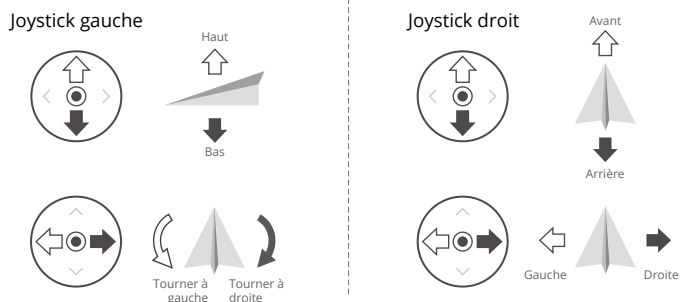 Joystick gauche
Haut
Bas
Tourner à
gauche
Tourner à
droite
Joystick droit
Avant
Arrière
Gauche
Droite